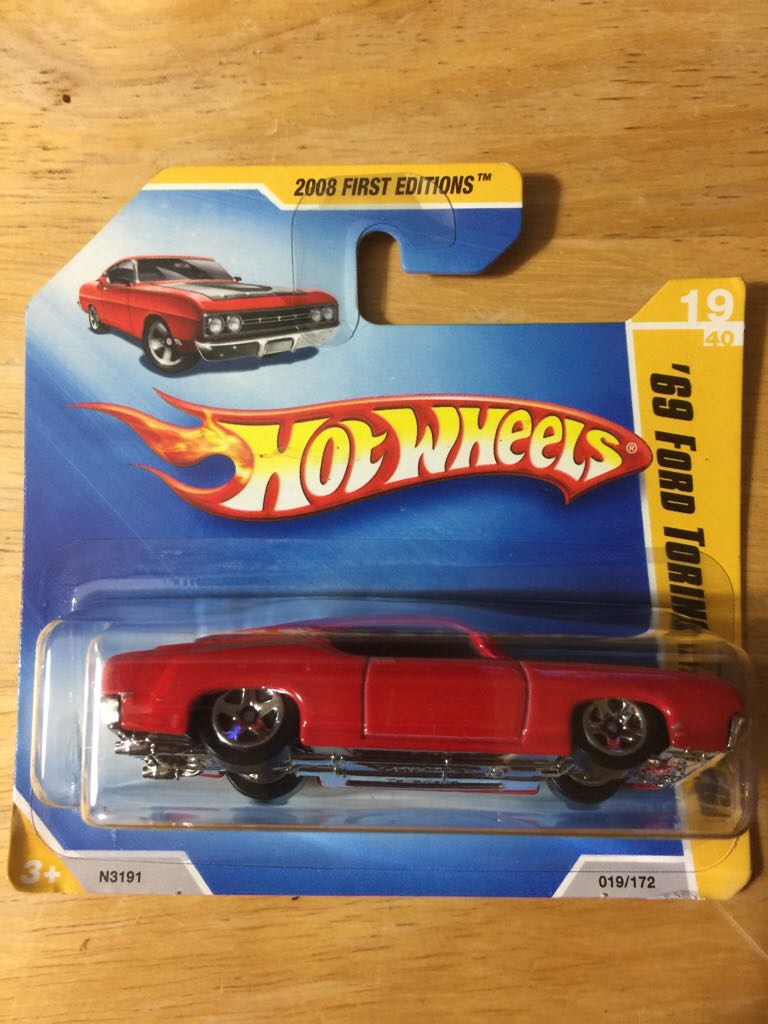 2008 FIRST EDITIONS™
19
40
'69 FORD TORINO
HOT WHEELS®
3+
N3191
019/172